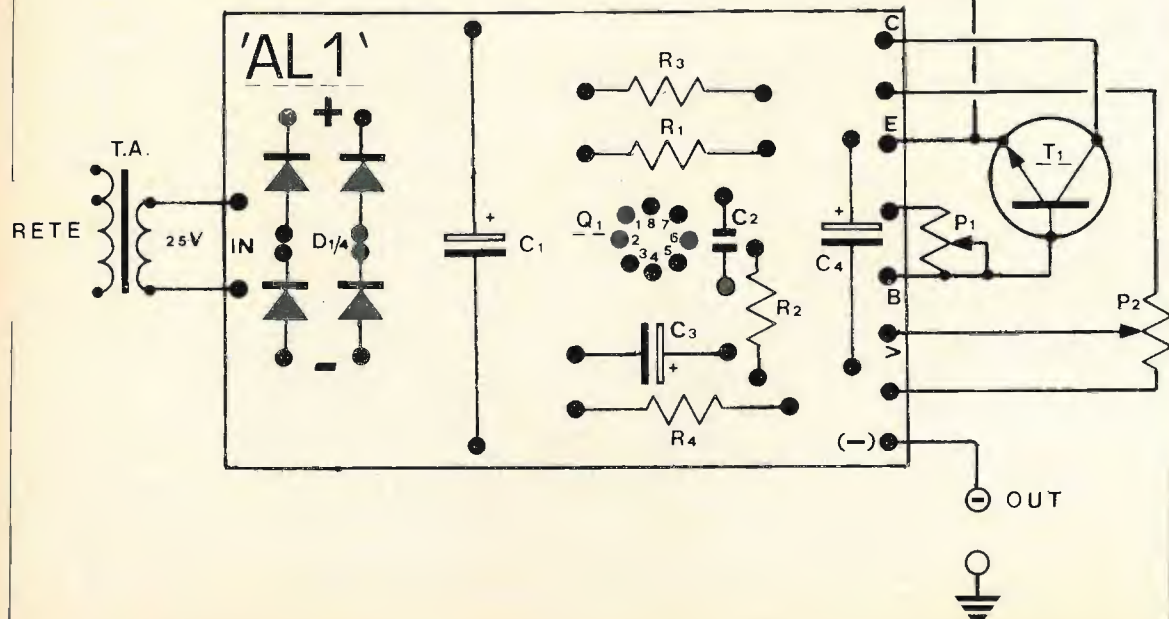 'AL1'
+
T.A.
RETE
25V
IN
D1/4
-
+
C1
R3
R1
Q1
1 8 7
2 6
3 4 5
C2
R2
C3
+
R4
+
C4
C
E
B
V
(-)
T1
P1
P2
- OUT